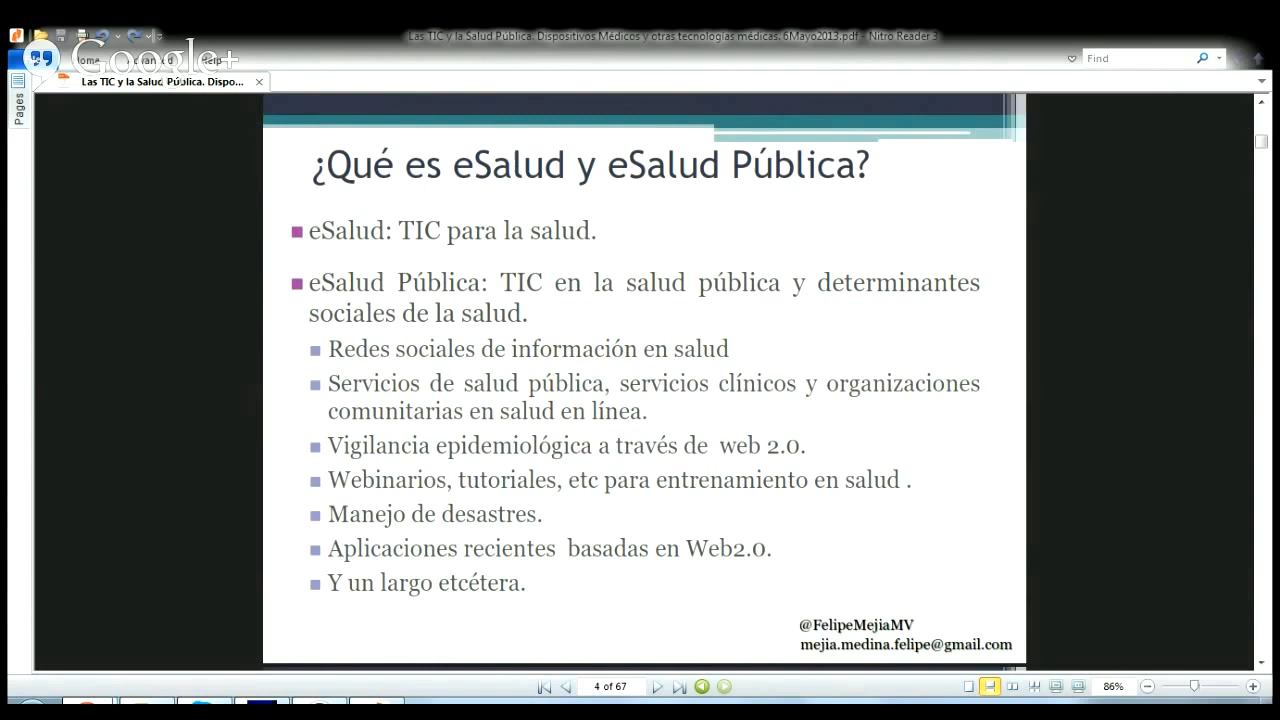 Las TIC y la Salud Pública. Dispositivos Médicos y otras tecnologías médicas. 6Mayo2013.pdf - Nitro Reader 3
Google+
Home Advanced Help
Find
Las TIC y la Salud Pública. Dispo...
Pages
¿Qué es eSalud y eSalud Pública?
eSalud: TIC para la salud.
eSalud Pública: TIC en la salud pública y determinantes
sociales de la salud.
Redes sociales de información en salud
Servicios de salud pública, servicios clínicos y organizaciones
comunitarias en salud en línea.
Vigilancia epidemiológica a través de web 2.0.
Webinarios, tutoriales, etc para entrenamiento en salud .
Manejo de desastres.
Aplicaciones recientes basadas en Web2.0.
Y un largo etcétera.
@FelipeMejiaMV
mejia.medina.felipe@gmail.com
4 of 67
86%